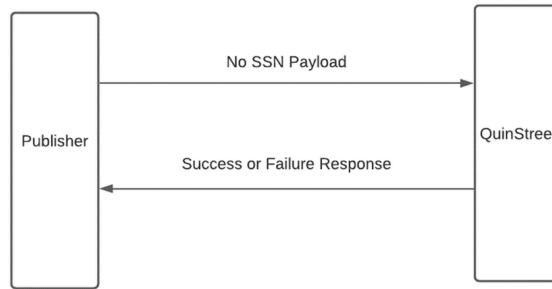 No SSN Payload
Publisher
QuinStree
Success or Failure Response